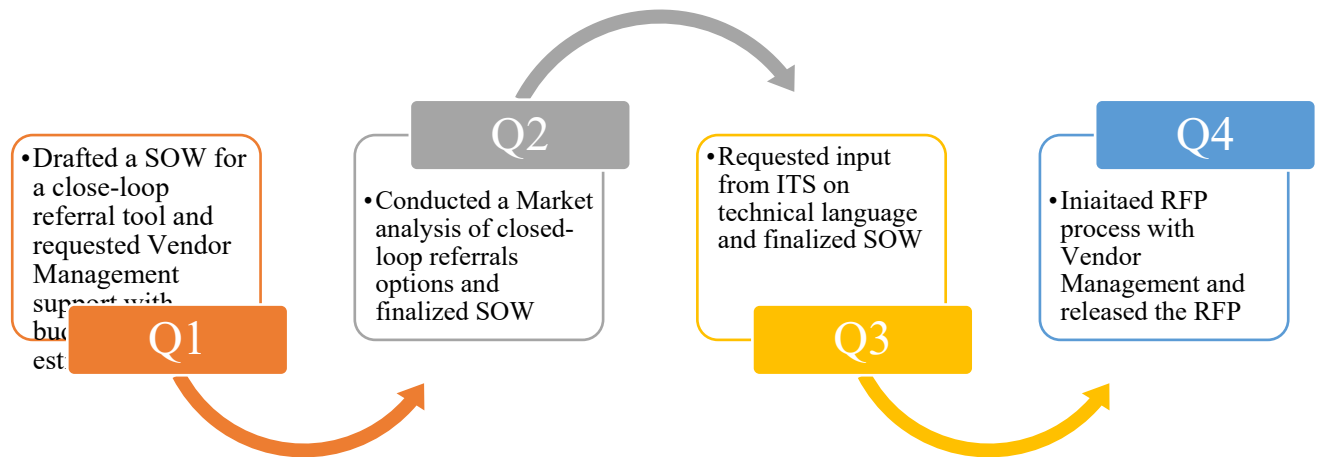 •Drafted a SOW for
a close-loop
referral tool and
requested Vendor
Management
support with
Q1
Q2
•Conducted a Market
analysis of closed-
loop referrals
options and
finalized SOW
•Requested input
from ITS on
technical language
and finalized SOW
Q3
Q4
•Iniaitaed RFP
process with
Vendor
Management and
released the RFP